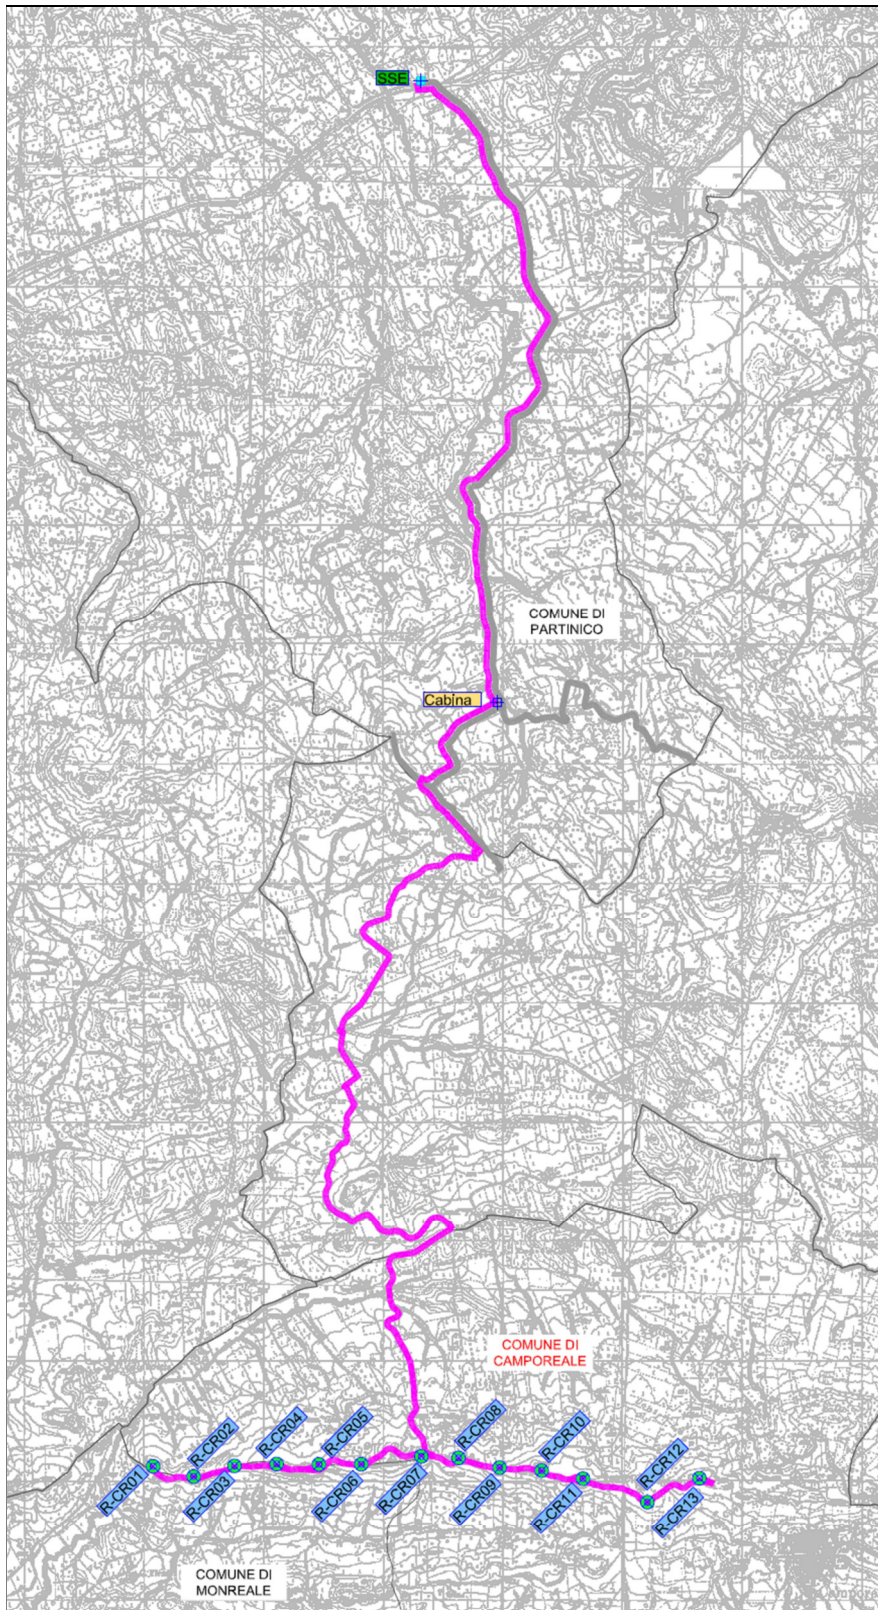 SSE
COMUNE DI
PARTINICO
Cabina
COMUNE DI
CAMPOREALE
R-CR01
R-CR02
R-CR03
R-CR04
R-CR05
R-CR06
R-CR07
R-CR08
R-CR09
R-CR10
R-CR11
R-CR12
R-CR13
COMUNE DI
MONREALE